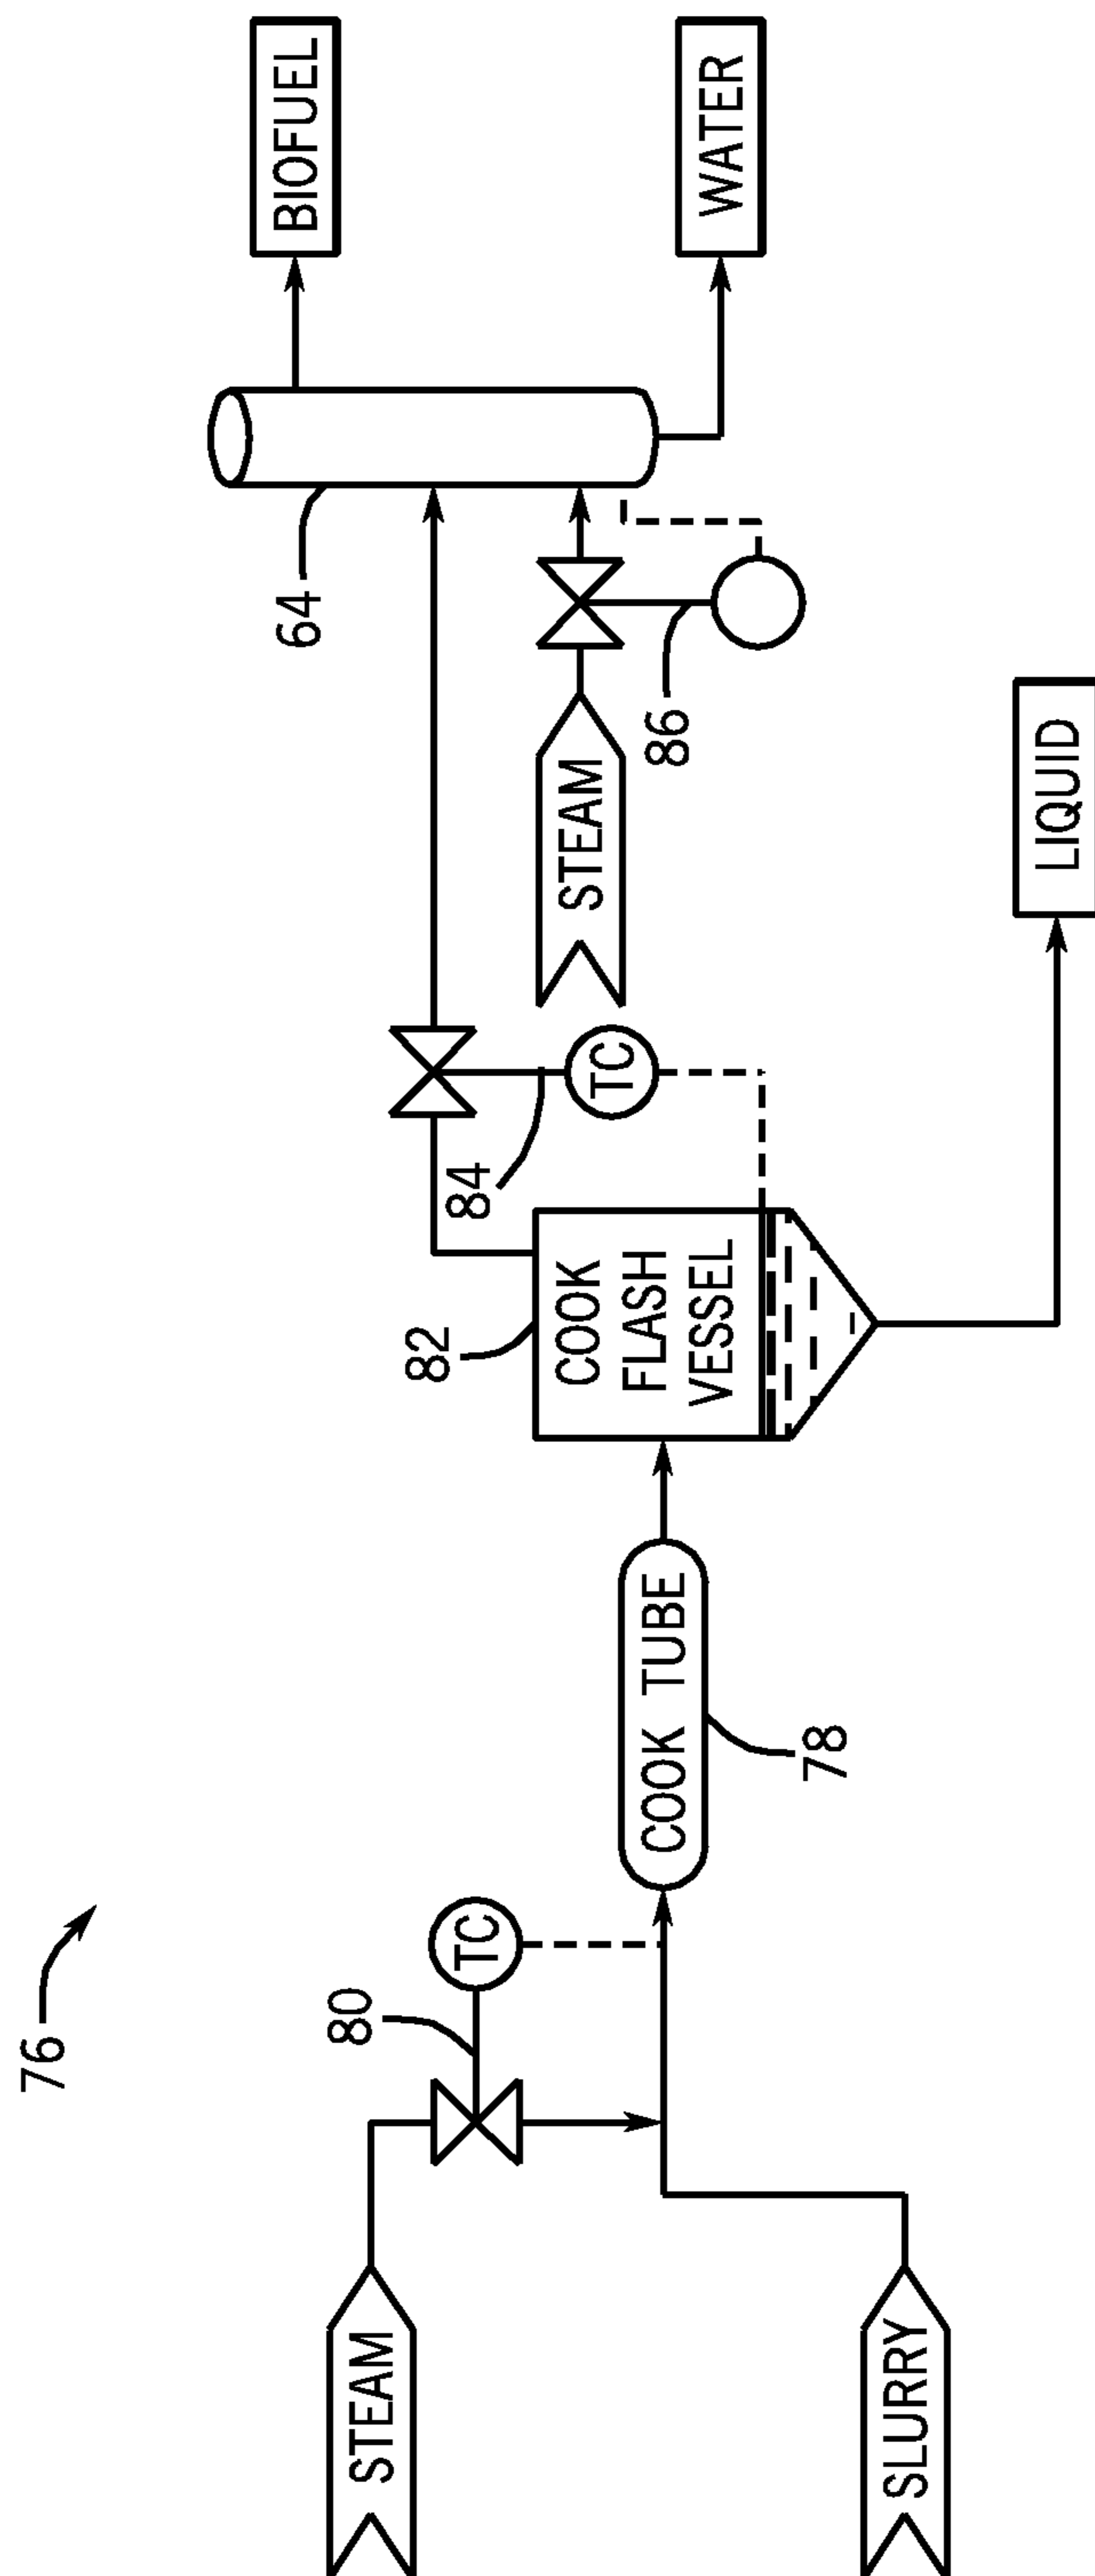 76
STEAM
80
TC
SLURRY
COOK TUBE
78
82
COOK
FLASH
VESSEL
84
TC
LIQUID
STEAM
86
64
BIOFUEL
WATER